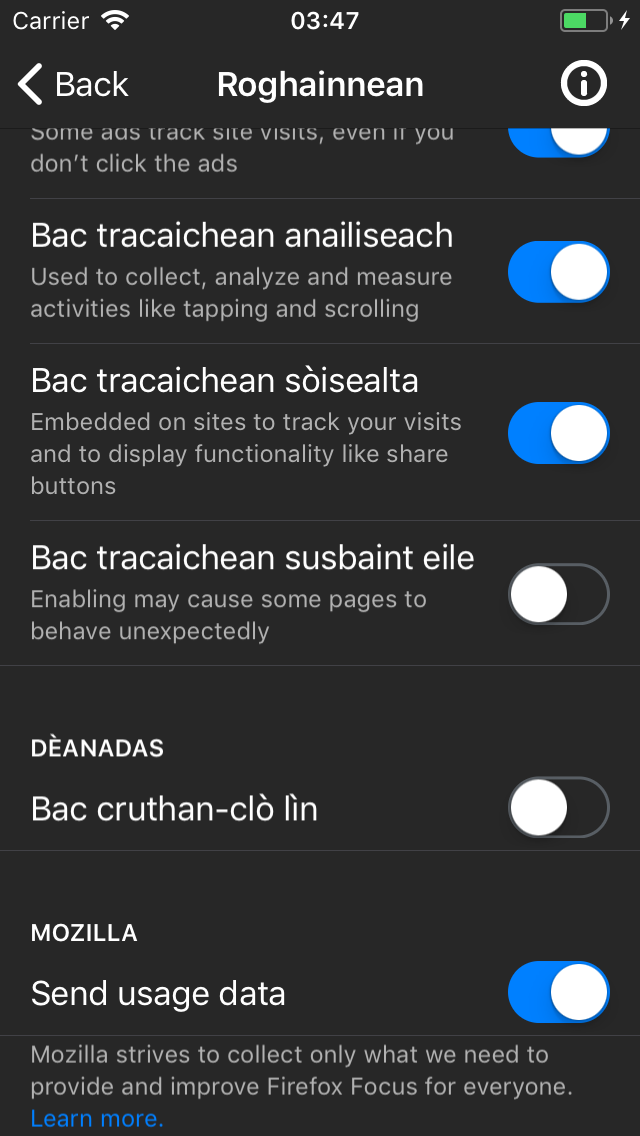 Carrier 03:47
Back Roghainnean
Some ads track site visits, even if you
don’t click the ads
Bac tracaichean anailiseach
Used to collect, analyze and measure
activities like tapping and scrolling
Bac tracaichean sòisealta
Embedded on sites to track your visits
and to display functionality like share
buttons
Bac tracaichean susbaint eile
Enabling may cause some pages to
behave unexpectedly
DÈANADAS
Bac cruthan-clò lìn
MOZILLA
Send usage data
Mozilla strives to collect only what we need to
provide and improve Firefox Focus for everyone.
Learn more.